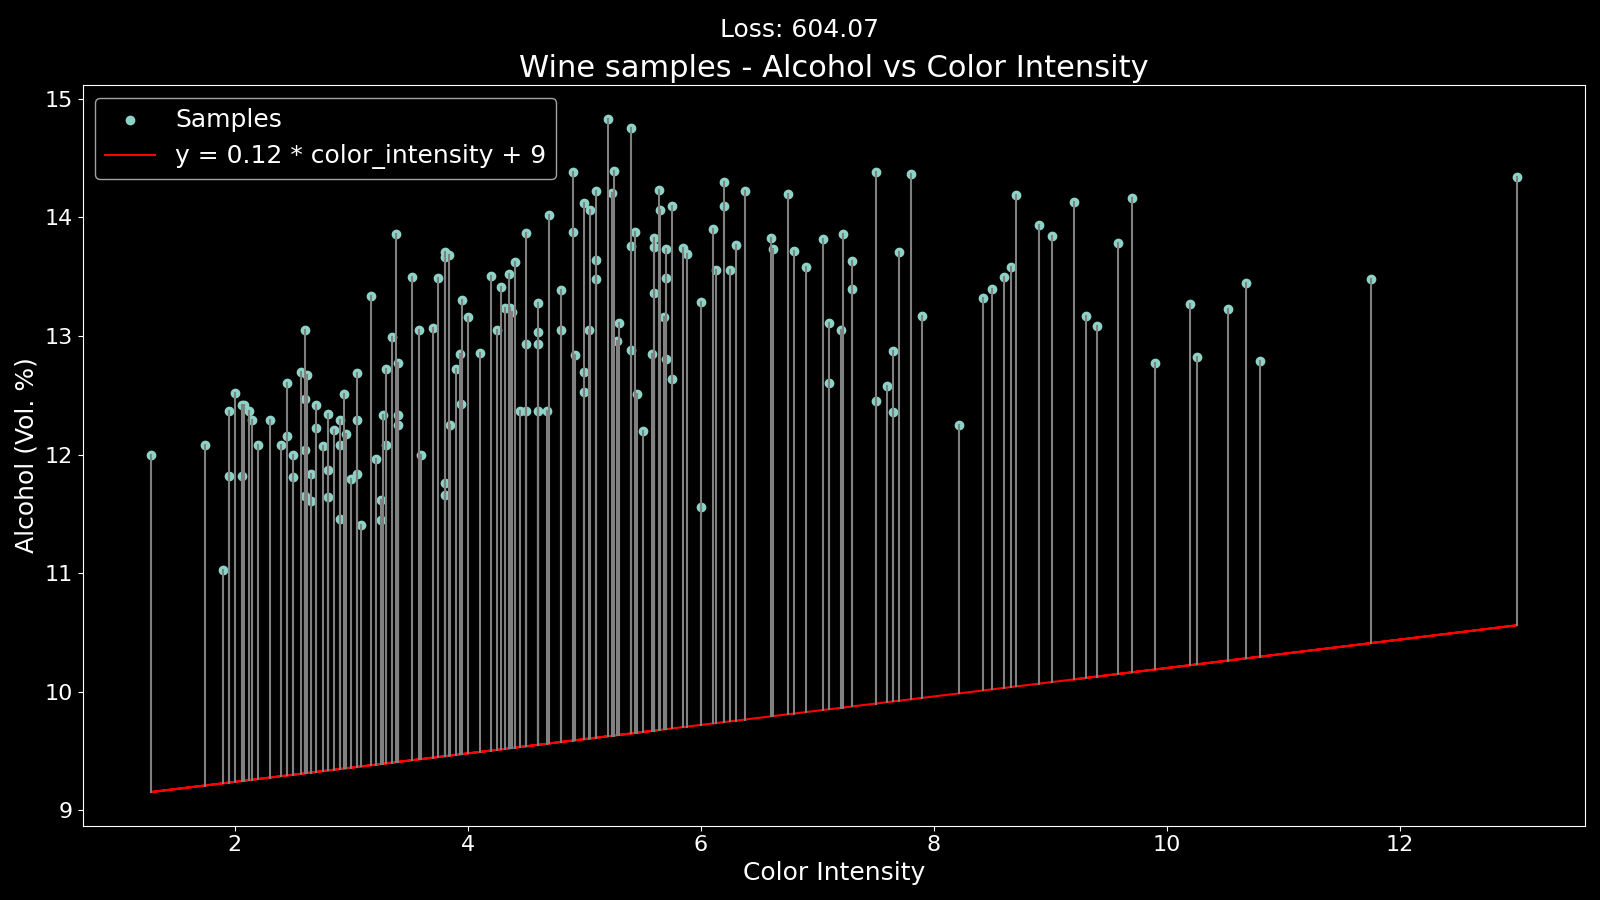 Loss: 604.07
Wine samples - Alcohol vs Color Intensity
Samples
y = 0.12 * color_intensity + 9
Alcohol (Vol. %)
15
14
13
12
11
10
9
2 4 6 8 10 12
Color Intensity